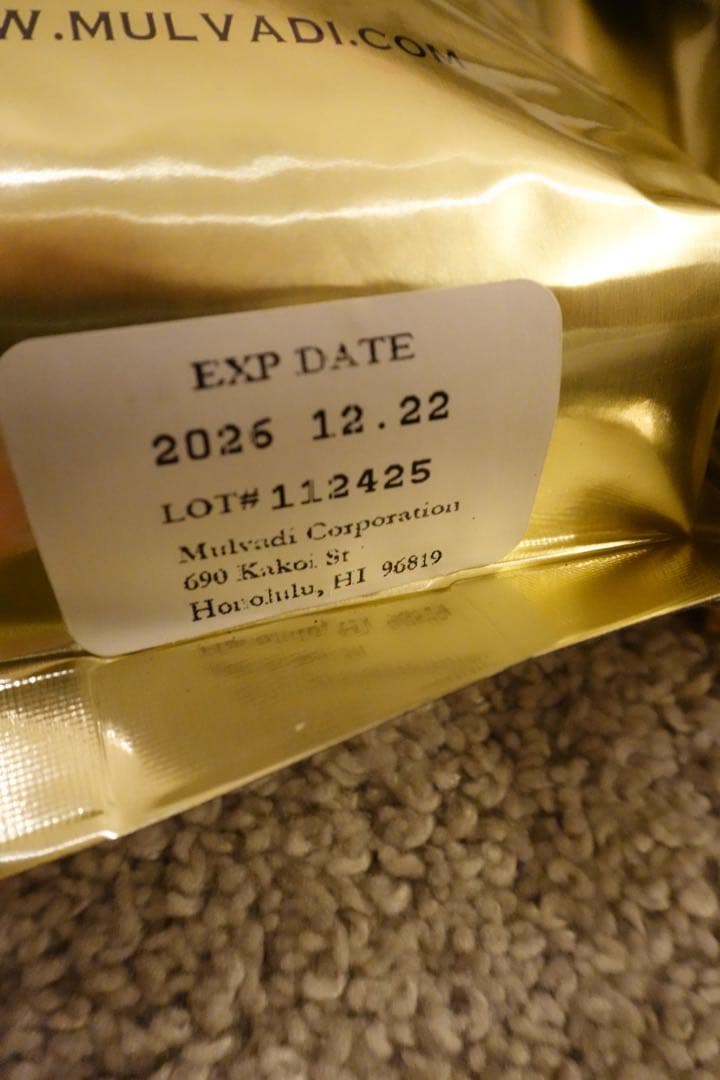 W.MULVADI.COM
EXP DATE
2026 12.22
LOT# 112425
Mulvadi Corporation
690 Kakoi St
Honolulu, HI 96819